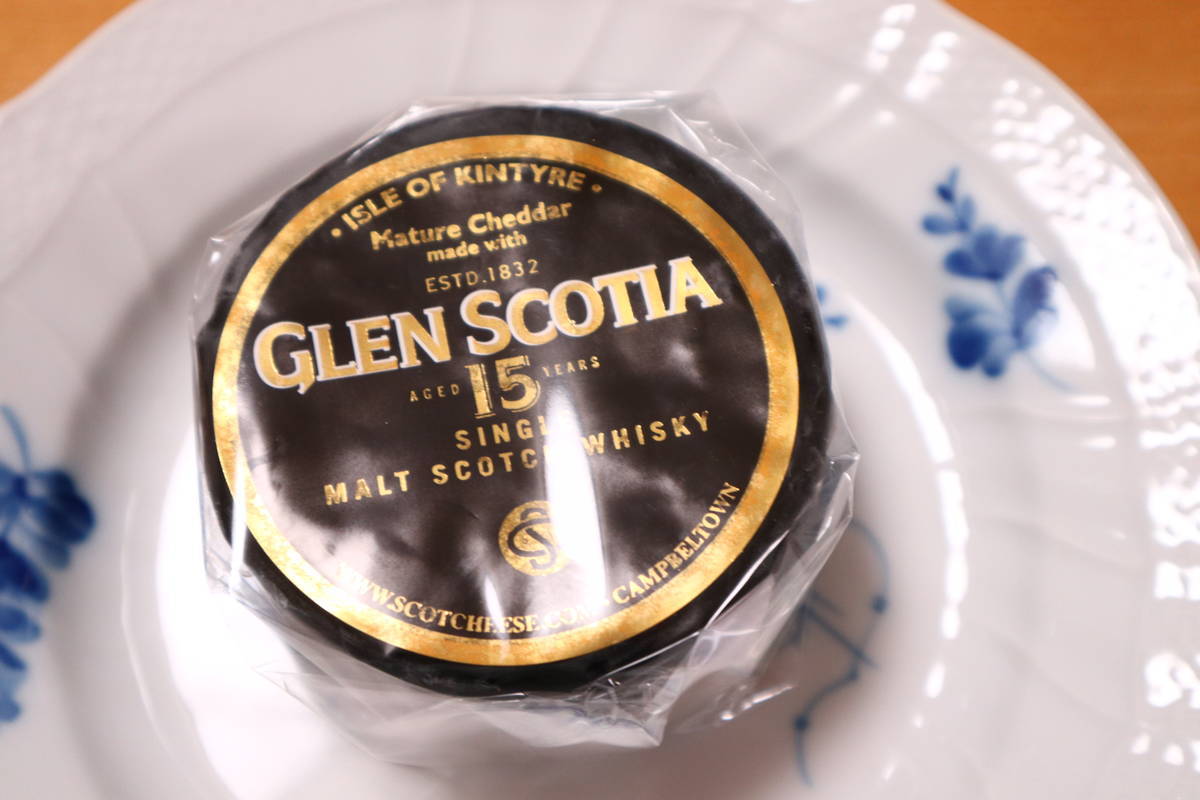 • ISLE OF KINTYRE •
Mature Cheddar
made with
ESTD.1832
GLEN SCOTIA
AGED 15 YEARS
SINGLE
MALT SCOTCH WHISKY
WWW.SCOTCHEESE.COM • CAMPBELTOWN